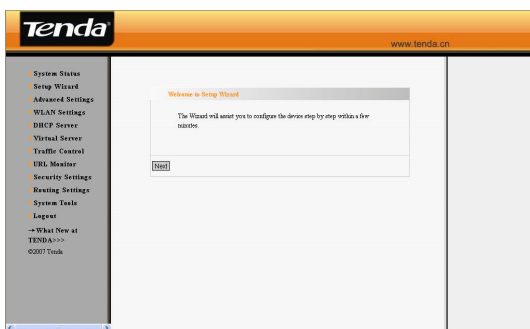 Tenda
www.tenda.cn
System Status
Setup Wizard
Advanced Settings
WLAN Settings
DHCP Server
Virtual Server
Traffic Control
URL Monitor
Security Settings
Routing Settings
System Tools
Logout
→What New at
TENDA>>>
©2007 Tenda
Welcome to Setup Wizard
The Wizard will assist you to configure the device step by step within a few
minutes.
Next